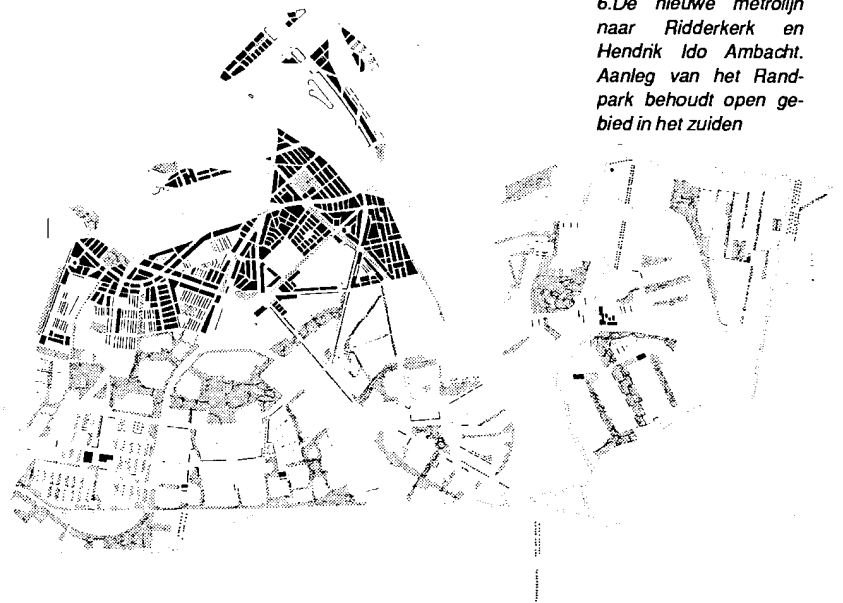 6.De nieuwe metrolijn
naar Ridderkerk en
Hendrik Ido Ambacht.
Aanleg van het Rand-
park behoudt open ge-
bied in het zuiden